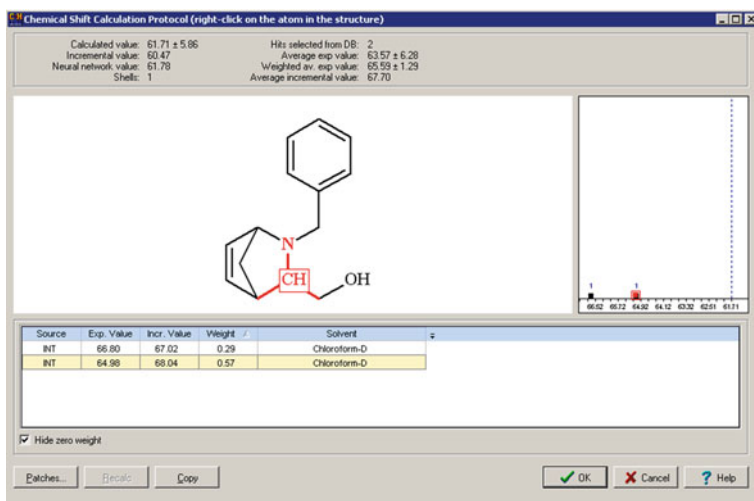 Chemical Shift Calculation Protocol (right-click on the atom in the structure)
Calculated value: 61.71 ± 5.86 Hits selected from DB: 2
Incremental value: 60.47 Average exp value: 63.57 ± 6.28
Neural network value: 61.78 Weighted av. exp value: 65.59 ± 1.29
Shells: 1 Average incremental value: 67.70
N
CH OH
1 1
66.52 65.72 64.92 64.12 63.32 62.51 61.71
Source Exp. Value Incr. Value Weight Solvent
INT 66.80 67.02 0.29 Chloroform-D
INT 64.98 68.04 0.57 Chloroform-D
Hide zero weight
Patches... Recalc Copy OK Cancel ? Help